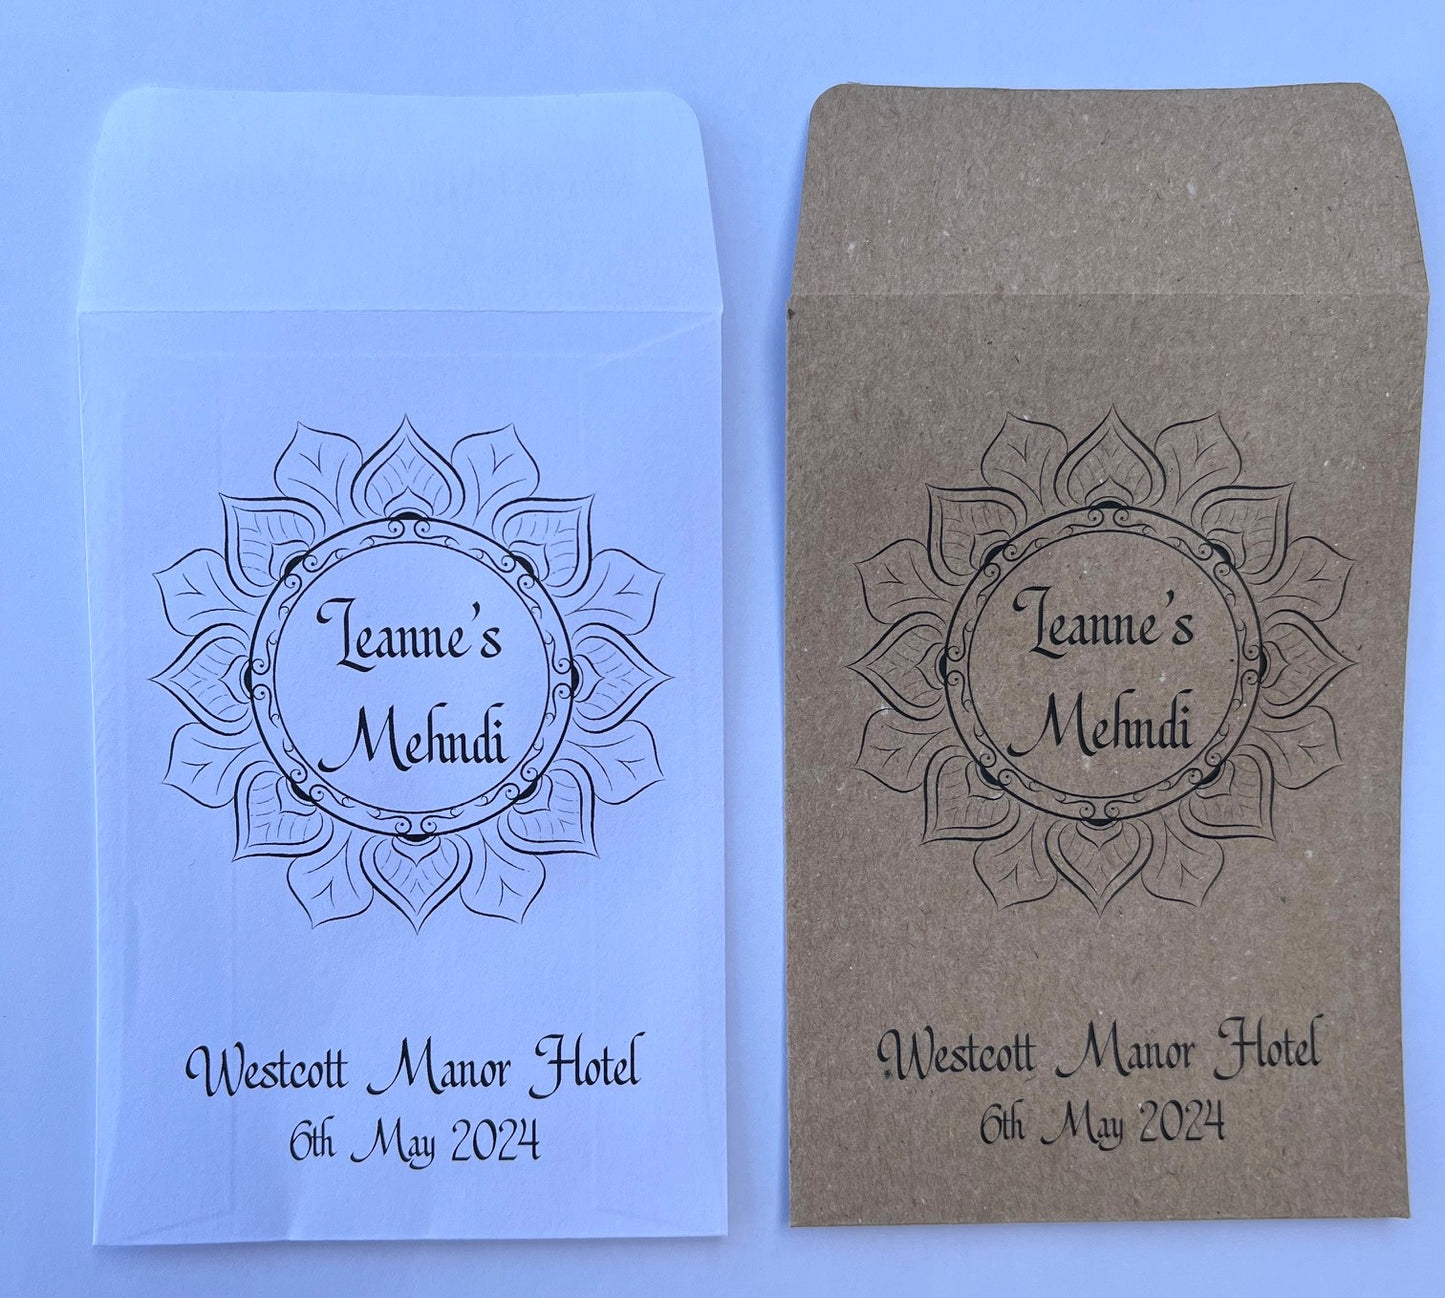 Leanne's
Mehndi
Westcott Manor Hotel
6th May 2024
Leanne's
Mehndi
Westcott Manor Hotel
6th May 2024